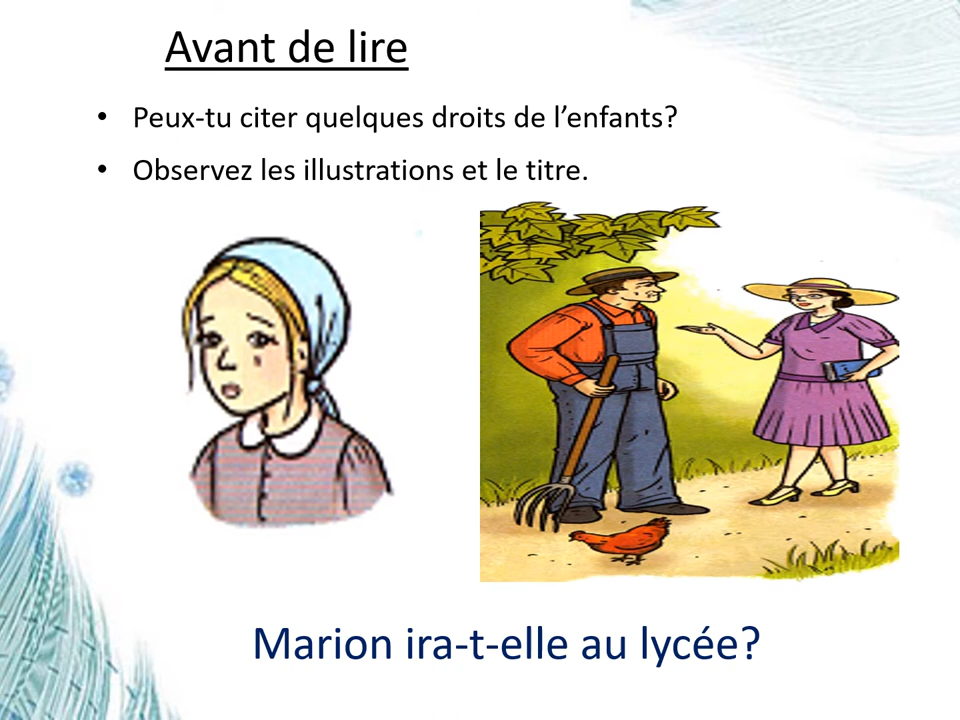 Avant de lire
• Peux-tu citer quelques droits de l’enfants?
• Observez les illustrations et le titre.
Marion ira-t-elle au lycée?